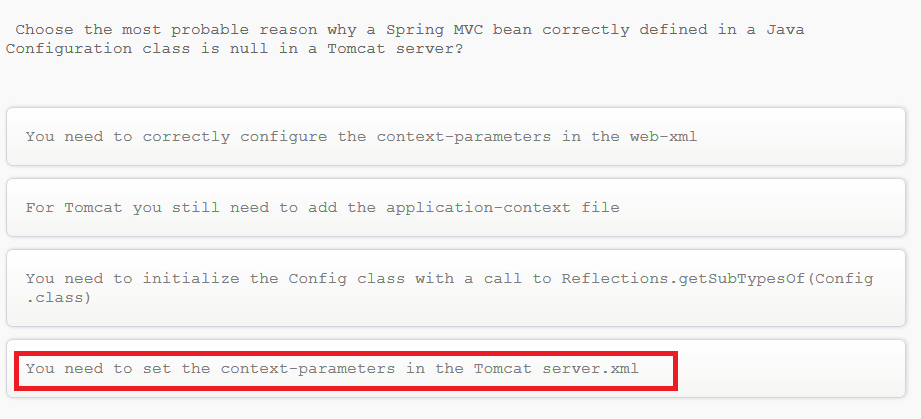 Choose the most probable reason why a Spring MVC bean correctly defined in a Java
Configuration class is null in a Tomcat server?
You need to correctly configure the context-parameters in the web-xml
For Tomcat you still need to add the application-context file
You need to initialize the Config class with a call to Reflections.getSubTypesOf(Config
.class)
You need to set the context-parameters in the Tomcat server.xml